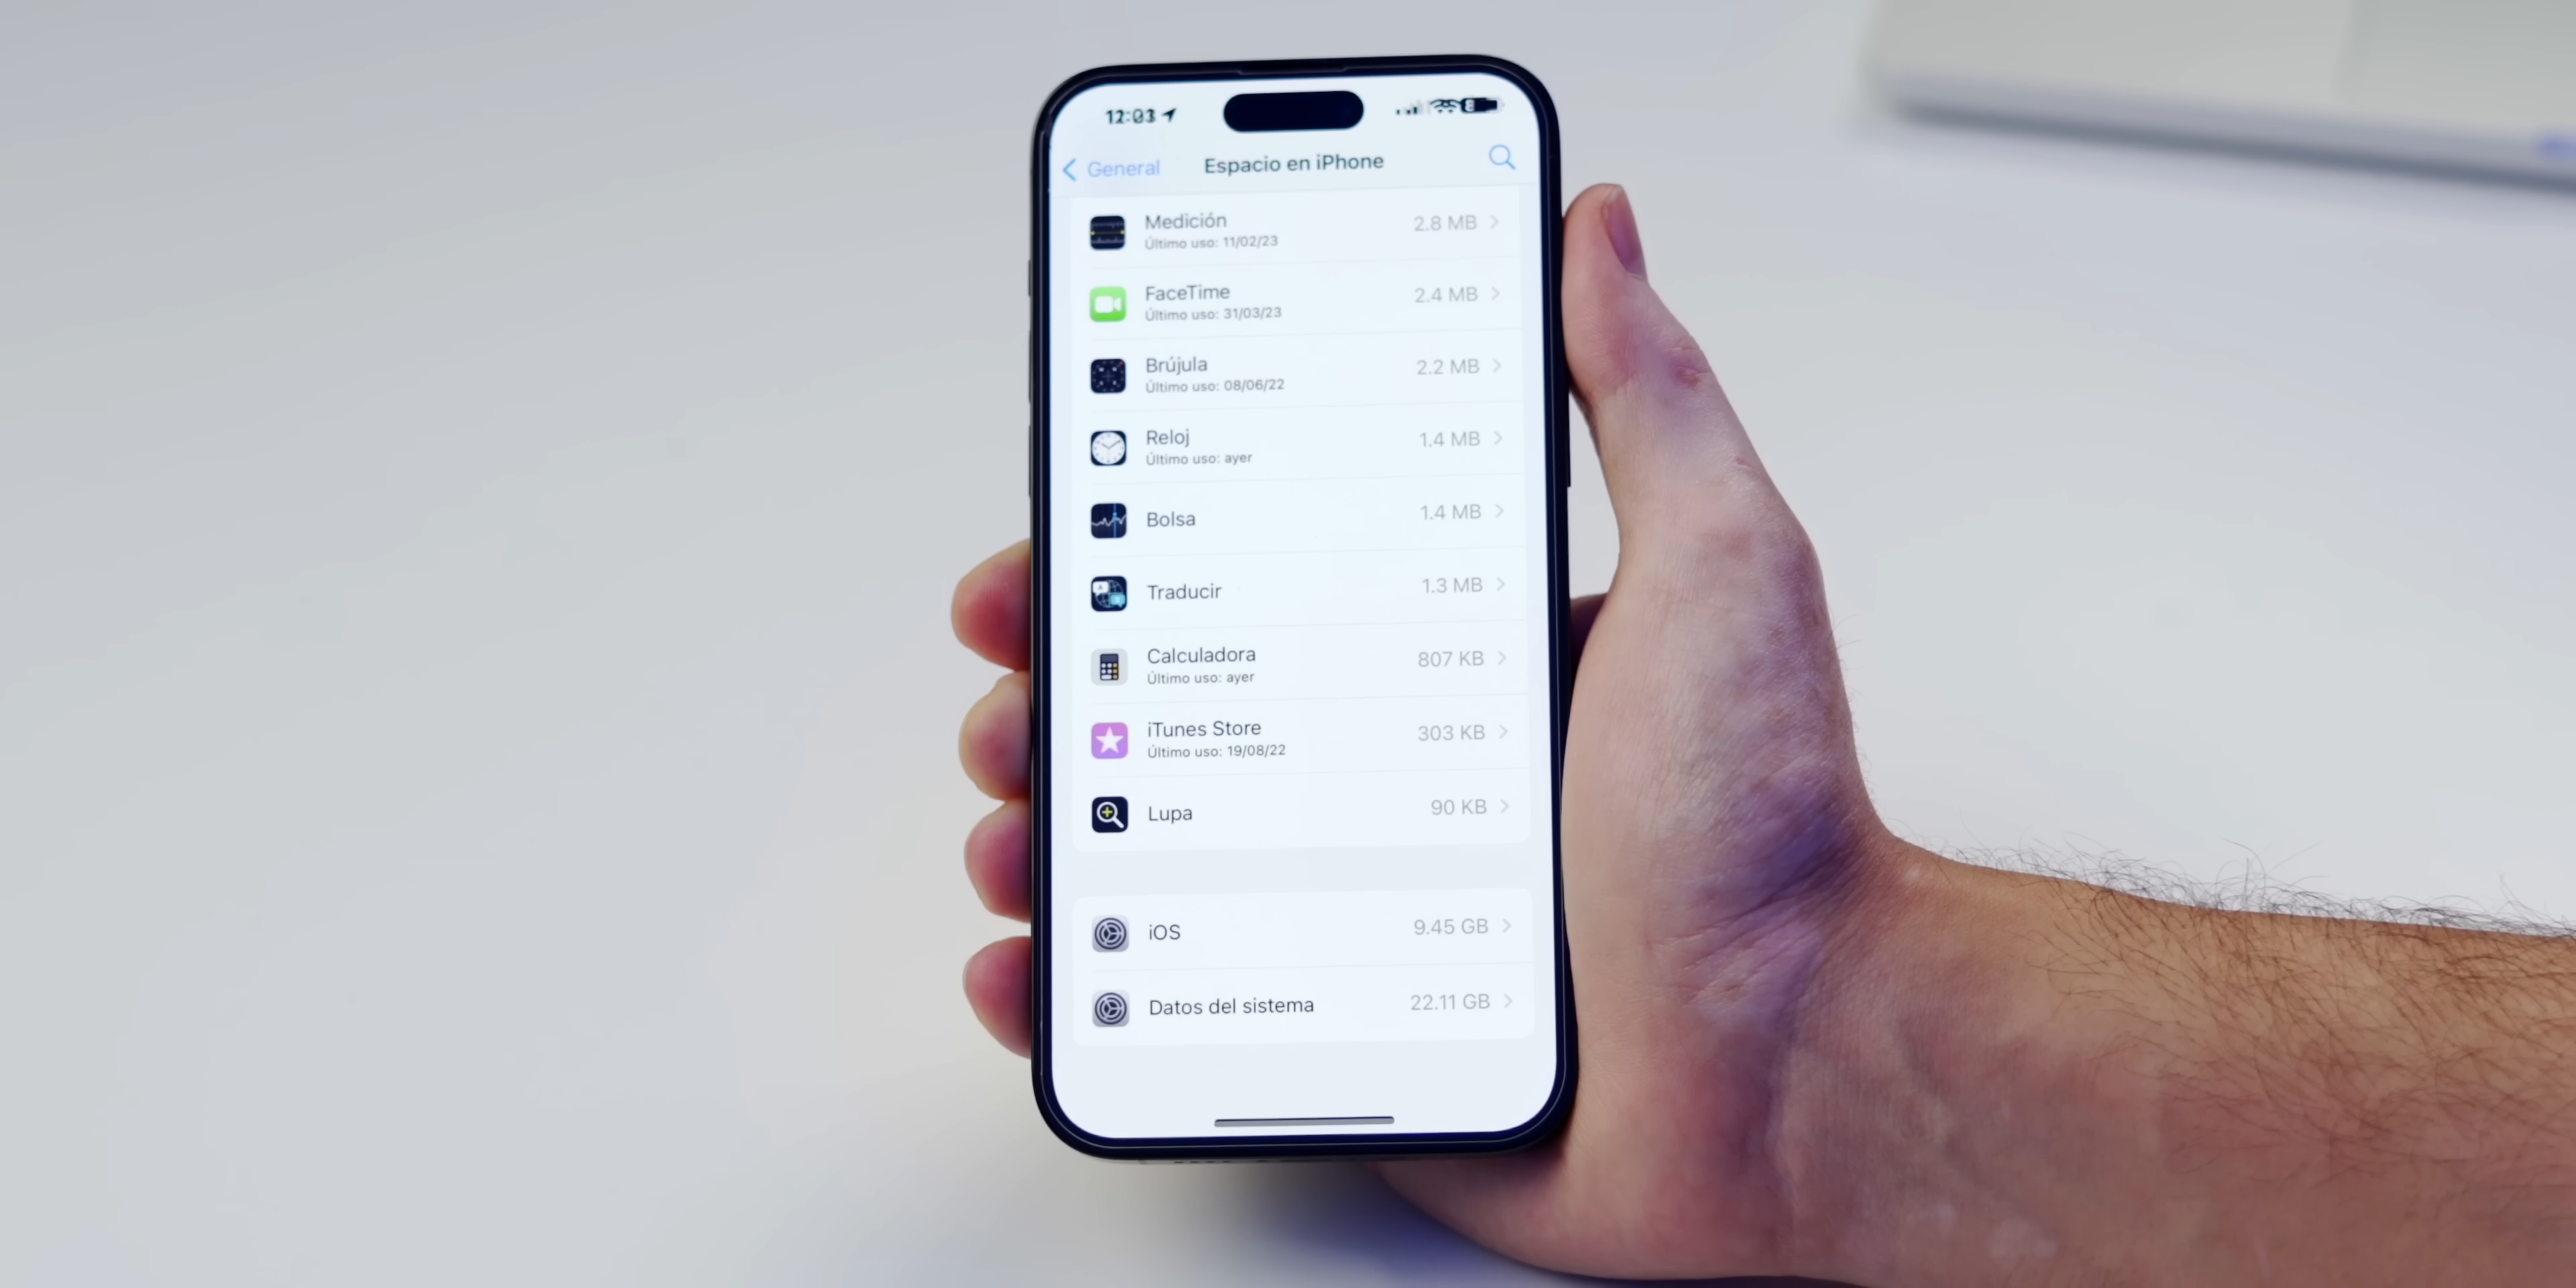 12:03
General
Espacio en iPhone
Medición
2.8 MB
Último uso: 11/02/23
FaceTime
2.4 MB
Último uso: 31/03/23
Brújula
2.2 MB
Último uso: 08/06/22
Reloj
1.4 MB
Último uso: ayer
Bolsa
1.4 MB
Traducir
1.3 MB
Calculadora
807 KB
Último uso: ayer
iTunes Store
303 KB
Último uso: 19/08/22
Lupa
90 KB
iOS
9.45 GB
Datos del sistema
22.11 GB